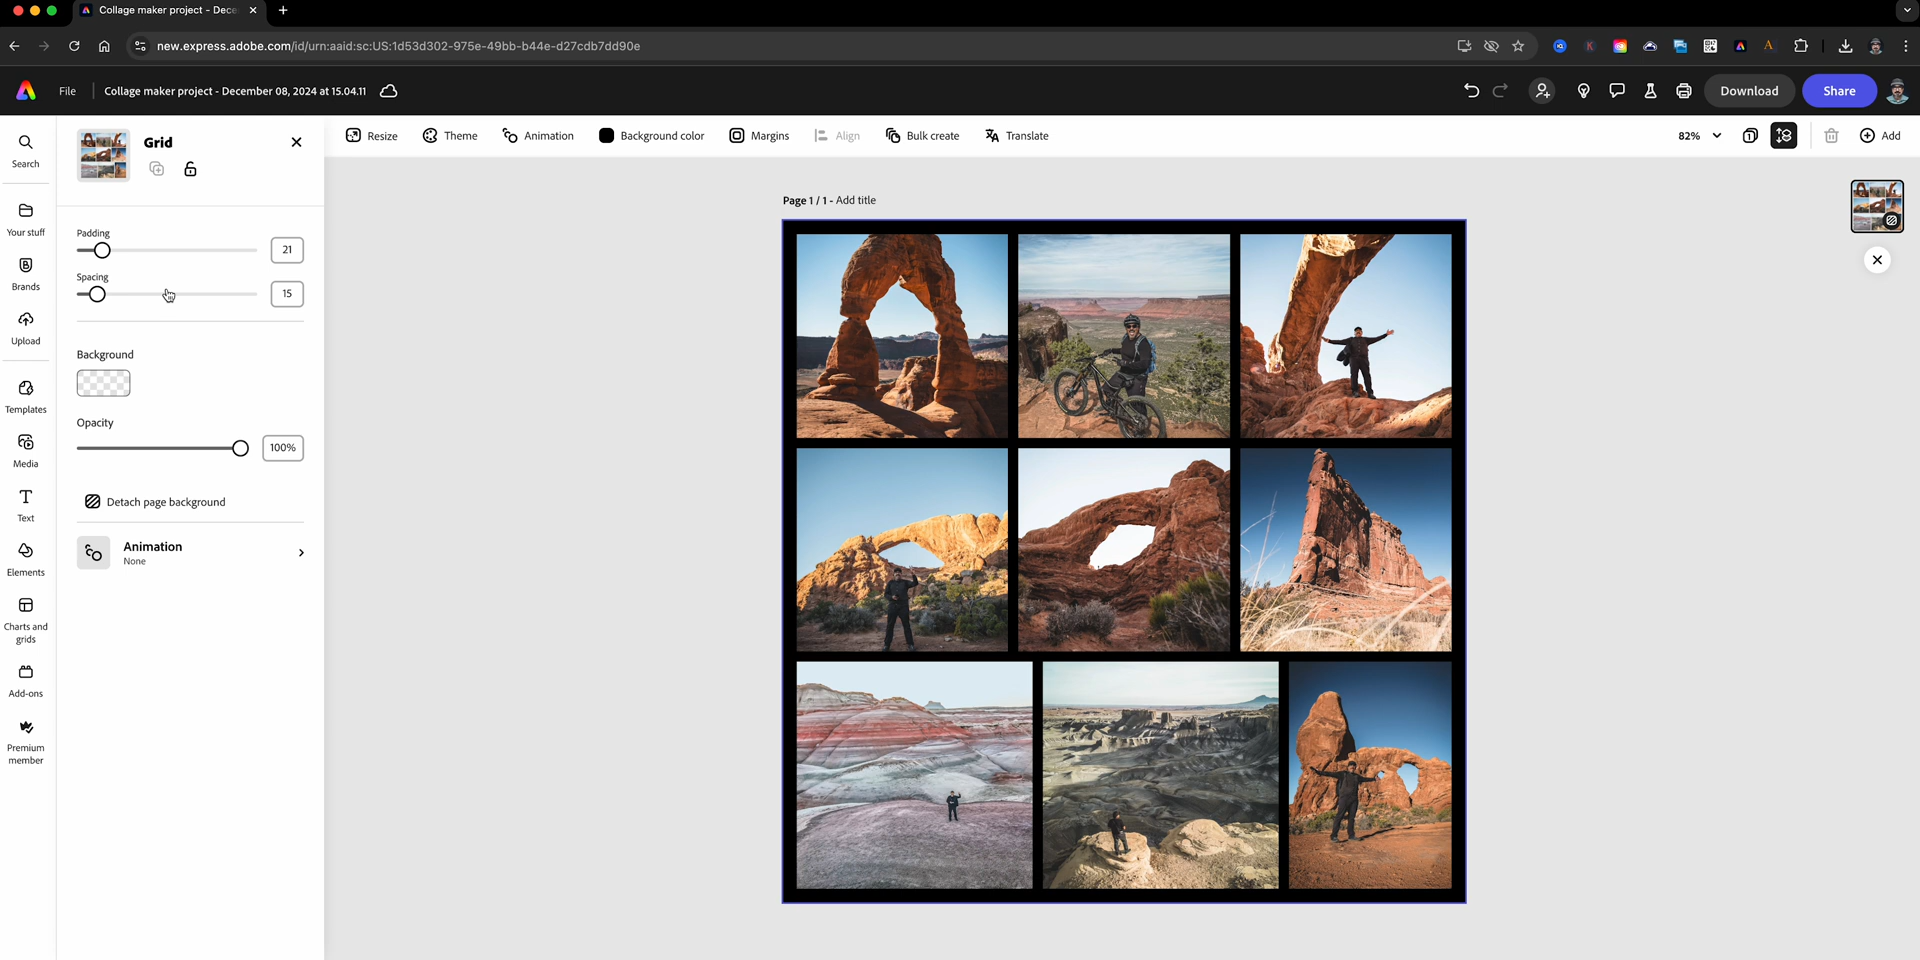 Collage maker project - Dece
new.express.adobe.com/id/urn:aaid:sc:US:1d53d302-975e-49bb-b44e-d27cdb7dd90e
File
Collage maker project - December 08, 2024 at 15.04.11
Download
Share
Search
Your stuff
Brands
Upload
Templates
Media
Text
Elements
Charts and
grids
Add-ons
Premium
member
Grid
Padding
21
Spacing
15
Background
Opacity
100%
Detach page background
Animation
None
Resize
Theme
Animation
Background color
Margins
Align
Bulk create
Translate
82%
Add
Page 1 / 1 - Add title